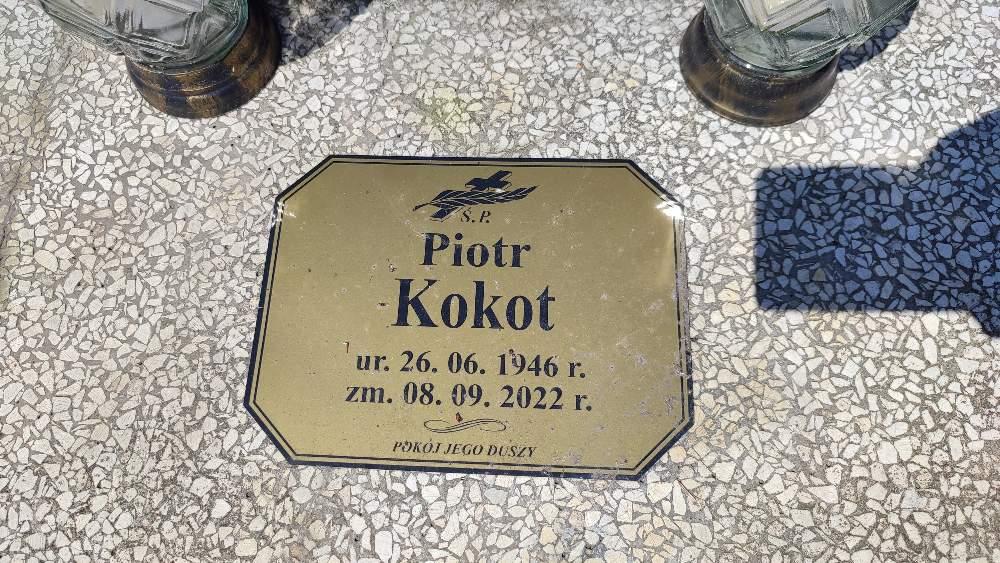 Ś.P.
Piotr
Kokot
ur. 26. 06. 1946 r.
zm. 08. 09. 2022 r.
POKÓJ JEGO DUSZY